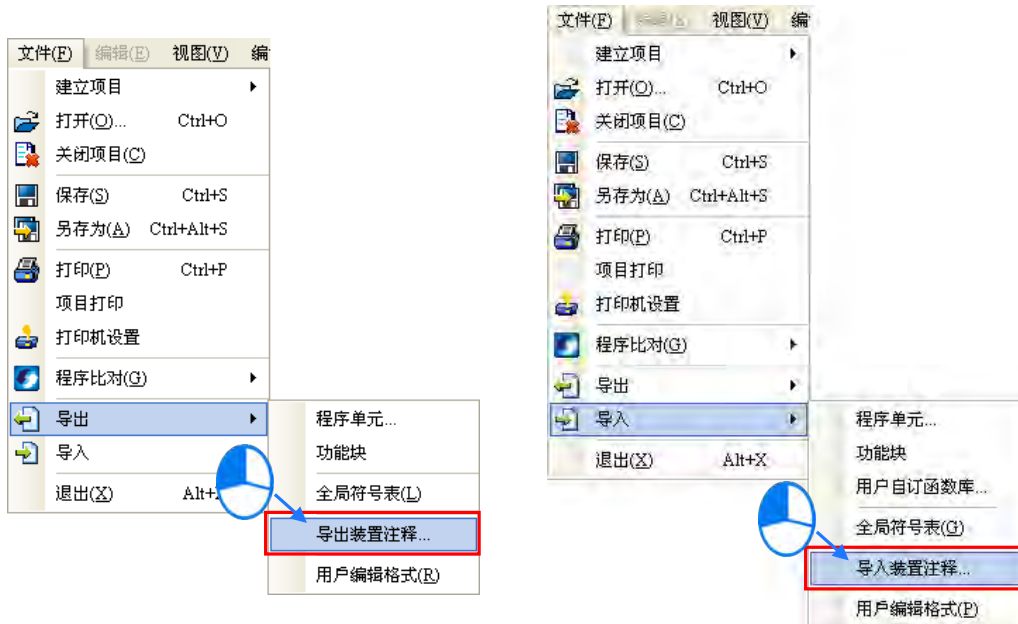 文件(F) 编辑(E) 视图(V) 编
建立项目
打开(O)... Ctrl+O
关闭项目(C)
保存(S) Ctrl+S
另存为(A) Ctrl+Alt+S
打印(P) Ctrl+P
项目打印
打印机设置
程序比对(G)
导出
导入
退出(X) Alt+
程序单元...
功能块
全局符号表(L)
导出装置注释...
用户编辑格式(R)
文件(F) 视图(V) 编
建立项目
打开(O)... Ctrl+O
关闭项目(C)
保存(S) Ctrl+S
另存为(A) Ctrl+Alt+S
打印(P) Ctrl+P
项目打印
打印机设置
程序比对(G)
导出
导入
退出(X) Alt+X
程序单元...
功能块
用户自订函数库...
全局符号表(G)
导入装置注释...
用户编辑格式(P)